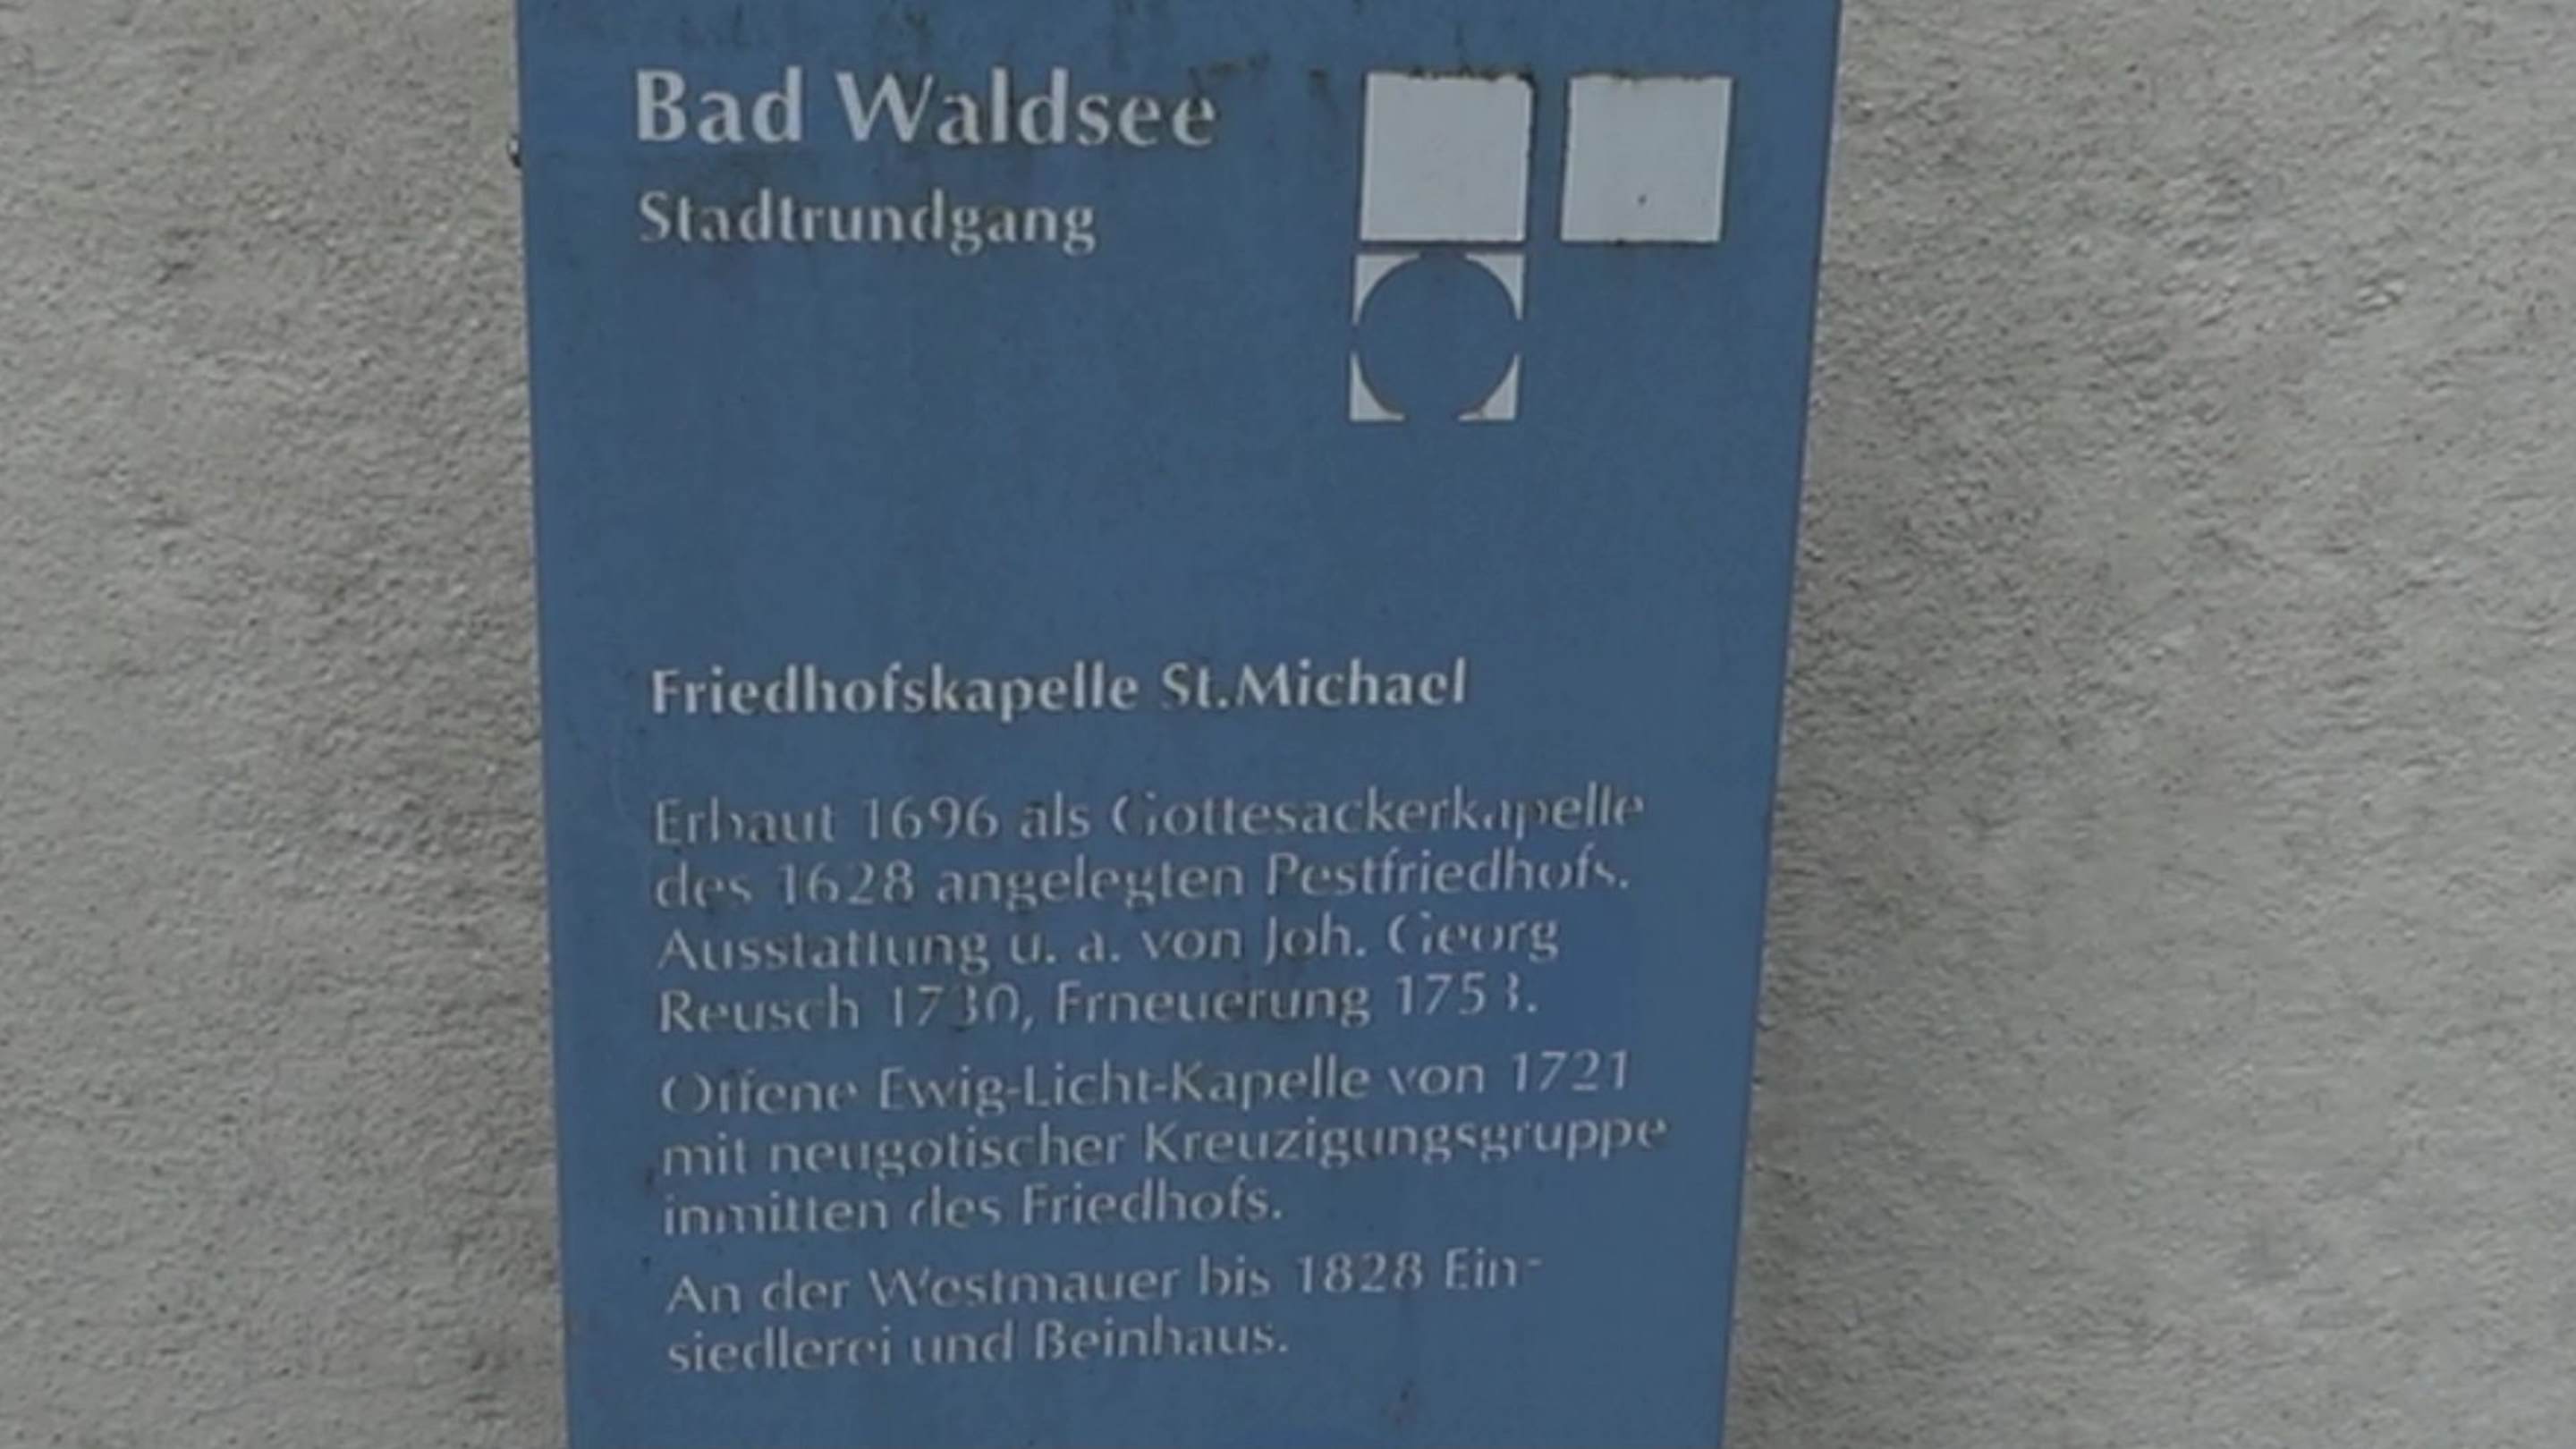 Bad Waldsee
Stadtrundgang
Friedhofskapelle St.Michael
Erbaut 1696 als Gottesackerkapelle
des 1628 angelegten Pestfriedhofs.
Ausstattung u. a. von Joh. Georg
Reusch 1730, Erneuerung 1753.
Offene Ewig-Licht-Kapelle von 1721
mit neugotischer Kreuzigungsgruppe
inmitten des Friedhofs.
An der Westmauer bis 1828 Ein-
siedlerei und Beinhaus.